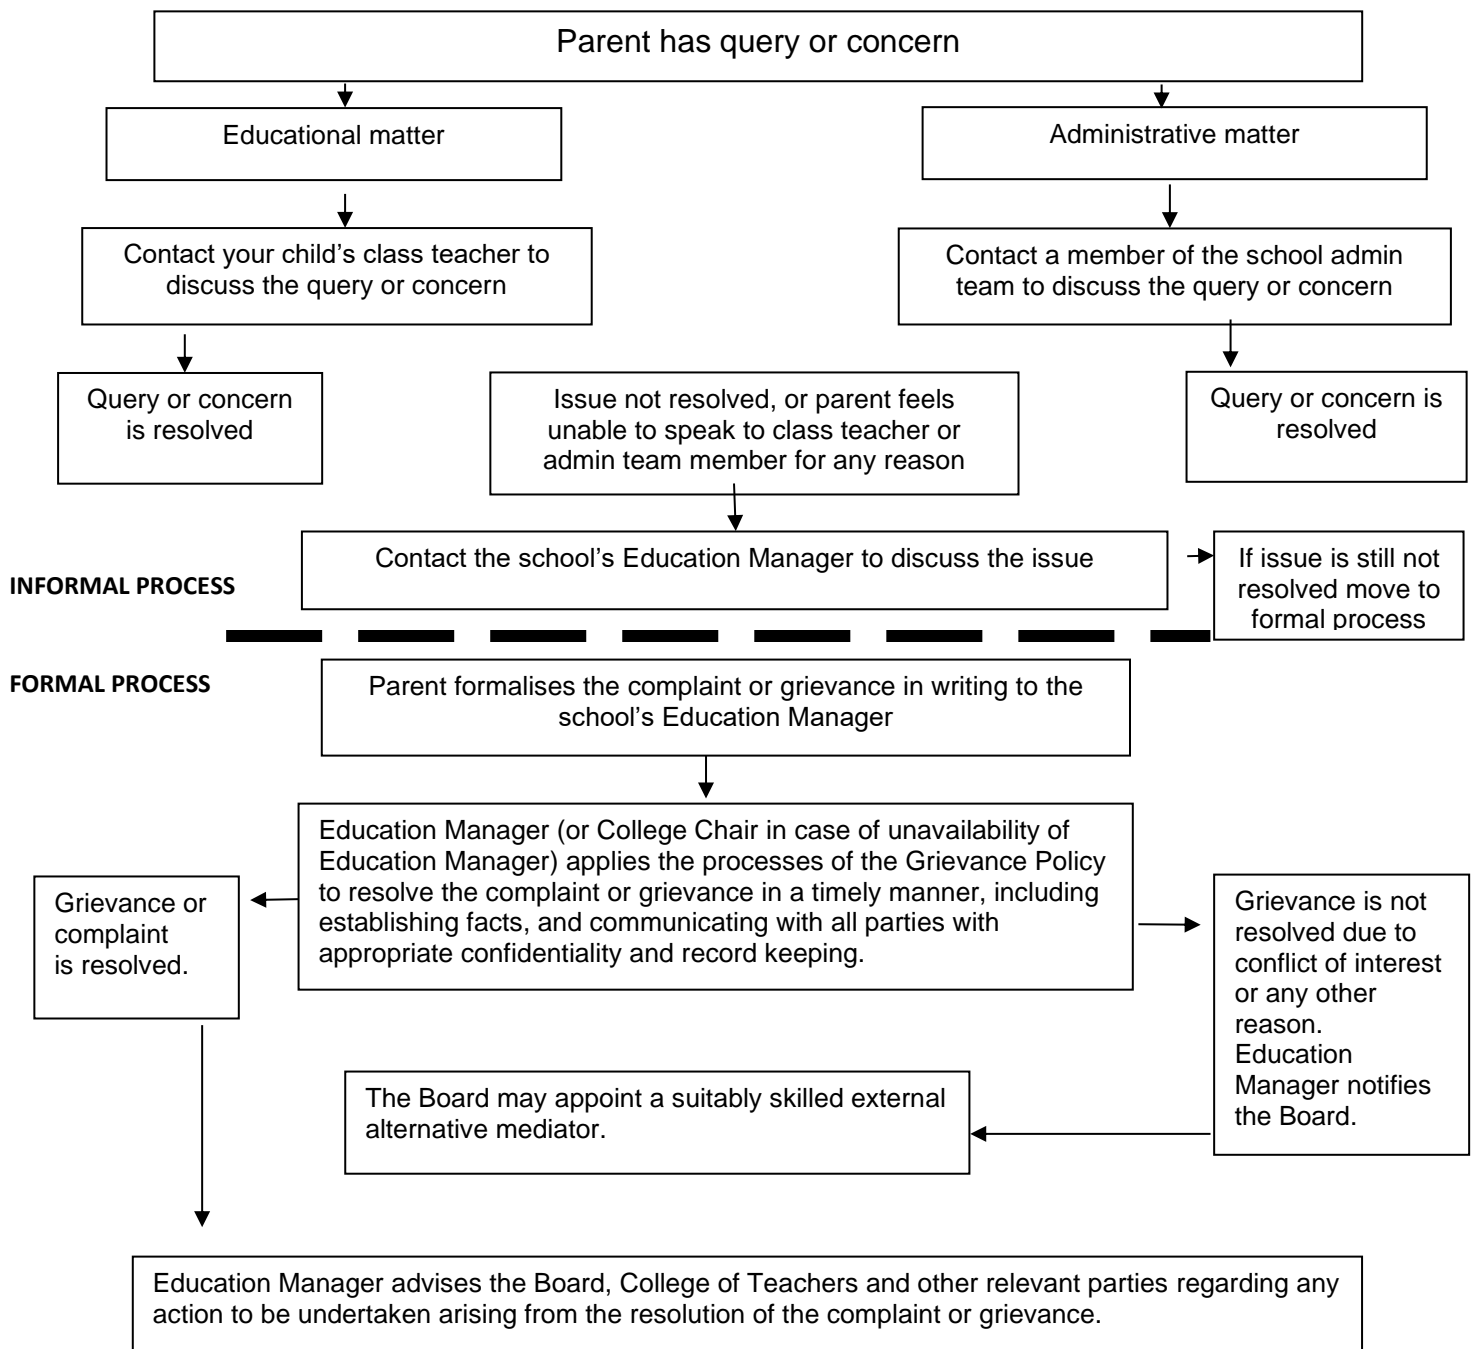 Parent has query or concern
Educational matter
Administrative matter
Contact your child’s class teacher to
discuss the query or concern
Contact a member of the school admin
team to discuss the query or concern
Query or concern
is resolved
Issue not resolved, or parent feels
unable to speak to class teacher or
admin team member for any reason
Query or concern is
resolved
Contact the school’s Education Manager to discuss the issue
If issue is still not
resolved move to
formal process
INFORMAL PROCESS
FORMAL PROCESS
Parent formalises the complaint or grievance in writing to the
school’s Education Manager
Education Manager (or College Chair in case of unavailability of
Education Manager) applies the processes of the Grievance Policy
to resolve the complaint or grievance in a timely manner, including
establishing facts, and communicating with all parties with
appropriate confidentiality and record keeping.
Grievance or
complaint
is resolved.
Grievance is not
resolved due to
conflict of interest
or any other
reason.
Education
Manager notifies
the Board.
The Board may appoint a suitably skilled external
alternative mediator.
Education Manager advises the Board, College of Teachers and other relevant parties regarding any
action to be undertaken arising from the resolution of the complaint or grievance.